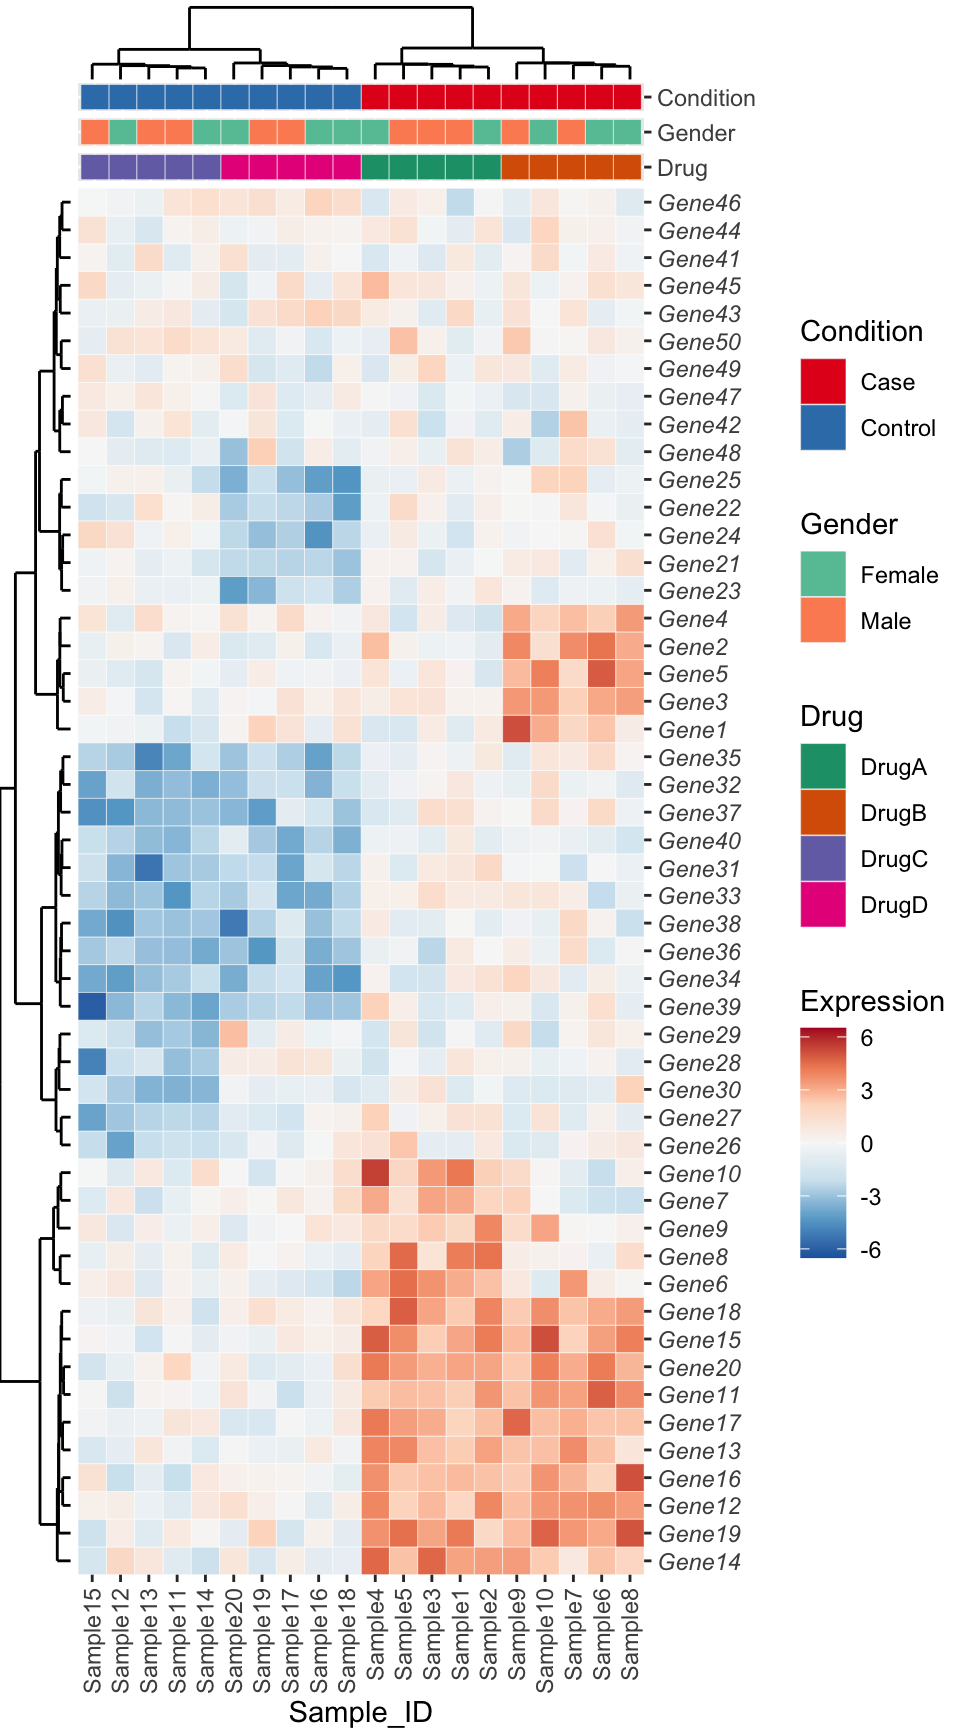 Condition
Gender
Drug
Gene46
Gene44
Gene41
Gene45
Gene43
Gene50
Gene49
Gene47
Gene42
Gene48
Gene25
Gene22
Gene24
Gene21
Gene23
Gene4
Gene2
Gene5
Gene3
Gene1
Gene35
Gene32
Gene37
Gene40
Gene31
Gene33
Gene38
Gene36
Gene34
Gene39
Gene29
Gene28
Gene30
Gene27
Gene26
Gene10
Gene7
Gene9
Gene8
Gene6
Gene18
Gene15
Gene20
Gene11
Gene17
Gene13
Gene16
Gene12
Gene19
Gene14
Sample15
Sample12
Sample13
Sample11
Sample14
Sample20
Sample19
Sample17
Sample16
Sample18
Sample4
Sample5
Sample3
Sample1
Sample2
Sample9
Sample10
Sample7
Sample6
Sample8
Sample_ID
Condition
Case
Control
Gender
Female
Male
Drug
DrugA
DrugB
DrugC
DrugD
Expression
6
3
0
-3
-6